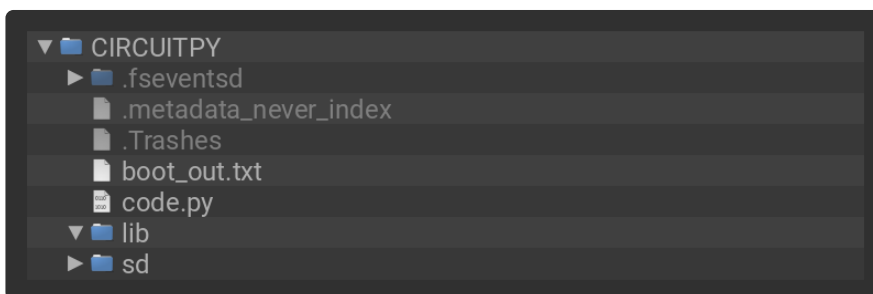 CIRCUITPY
.fseventsd
.metadata_never_index
.Trashes
boot_out.txt
code.py
lib
sd